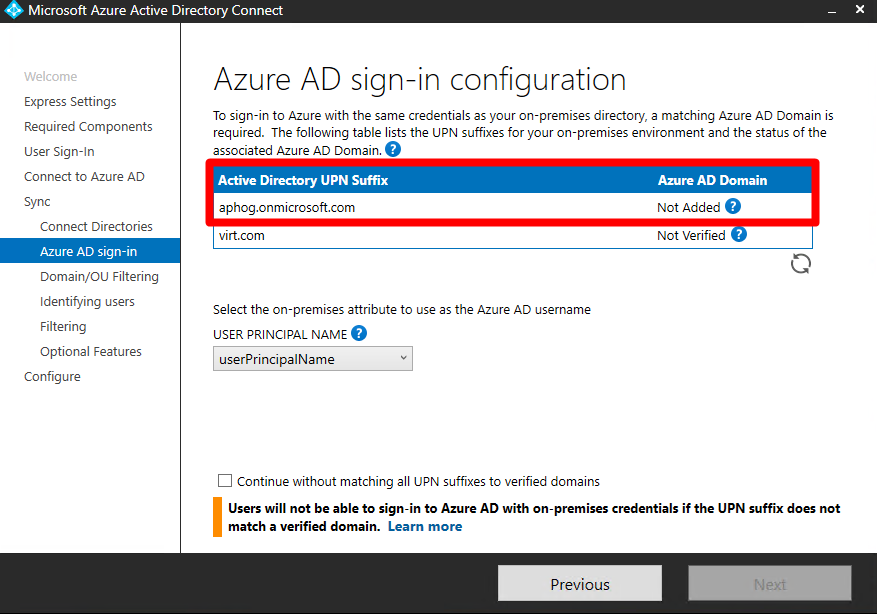 Microsoft Azure Active Directory Connect
Welcome
Express Settings
Required Components
User Sign-In
Connect to Azure AD
Sync
Connect Directories
Azure AD sign-in
Domain/OU Filtering
Identifying users
Filtering
Optional Features
Configure
Azure AD sign-in configuration
To sign-in to Azure with the same credentials as your on-premises directory, a matching Azure AD Domain is
required.  The following table lists the UPN suffixes for your on-premises environment and the status of the
associated Azure AD Domain. ?
Active Directory UPN Suffix Azure AD Domain
aphog.onmicrosoft.com Not Added ?
virt.com Not Verified ?
Select the on-premises attribute to use as the Azure AD username
USER PRINCIPAL NAME ?
userPrincipalName
Continue without matching all UPN suffixes to verified domains
Users will not be able to sign-in to Azure AD with on-premises credentials if the UPN suffix does not
match a verified domain.  Learn more
Previous Next